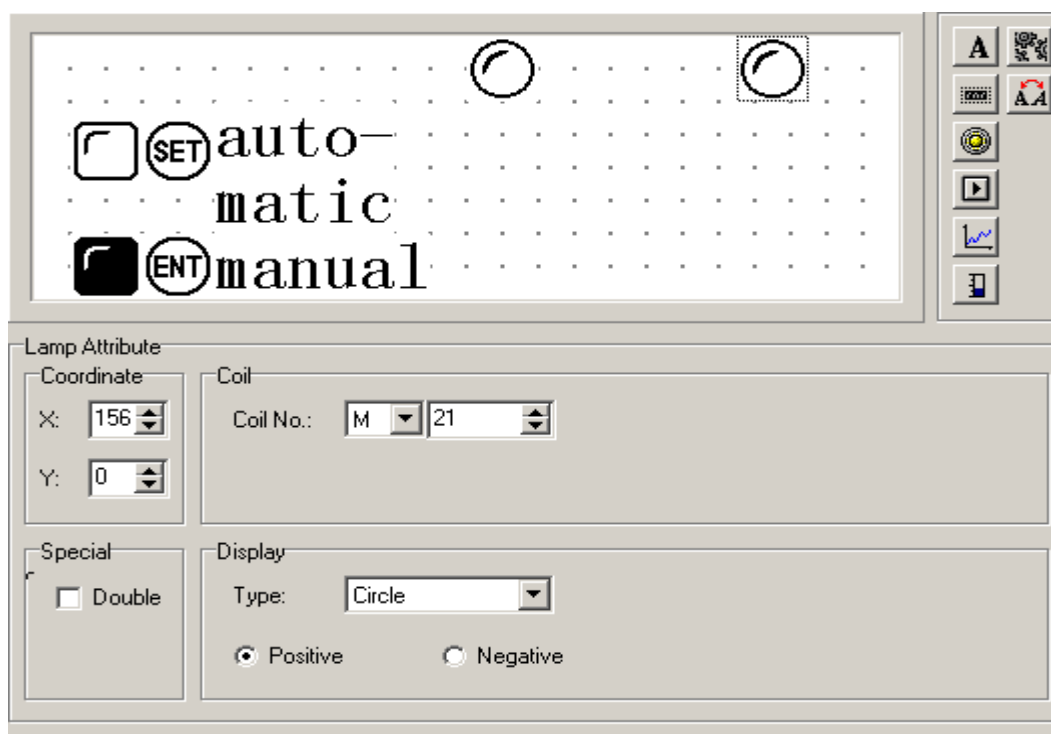 A
SET auto-
matic
ENT manual
A A
Lamp Attribute
Coordinate
X: 156
Y: 0
Coil
Coil No.: M 21
Special
Double
Display
Type: Circle
Positive Negative